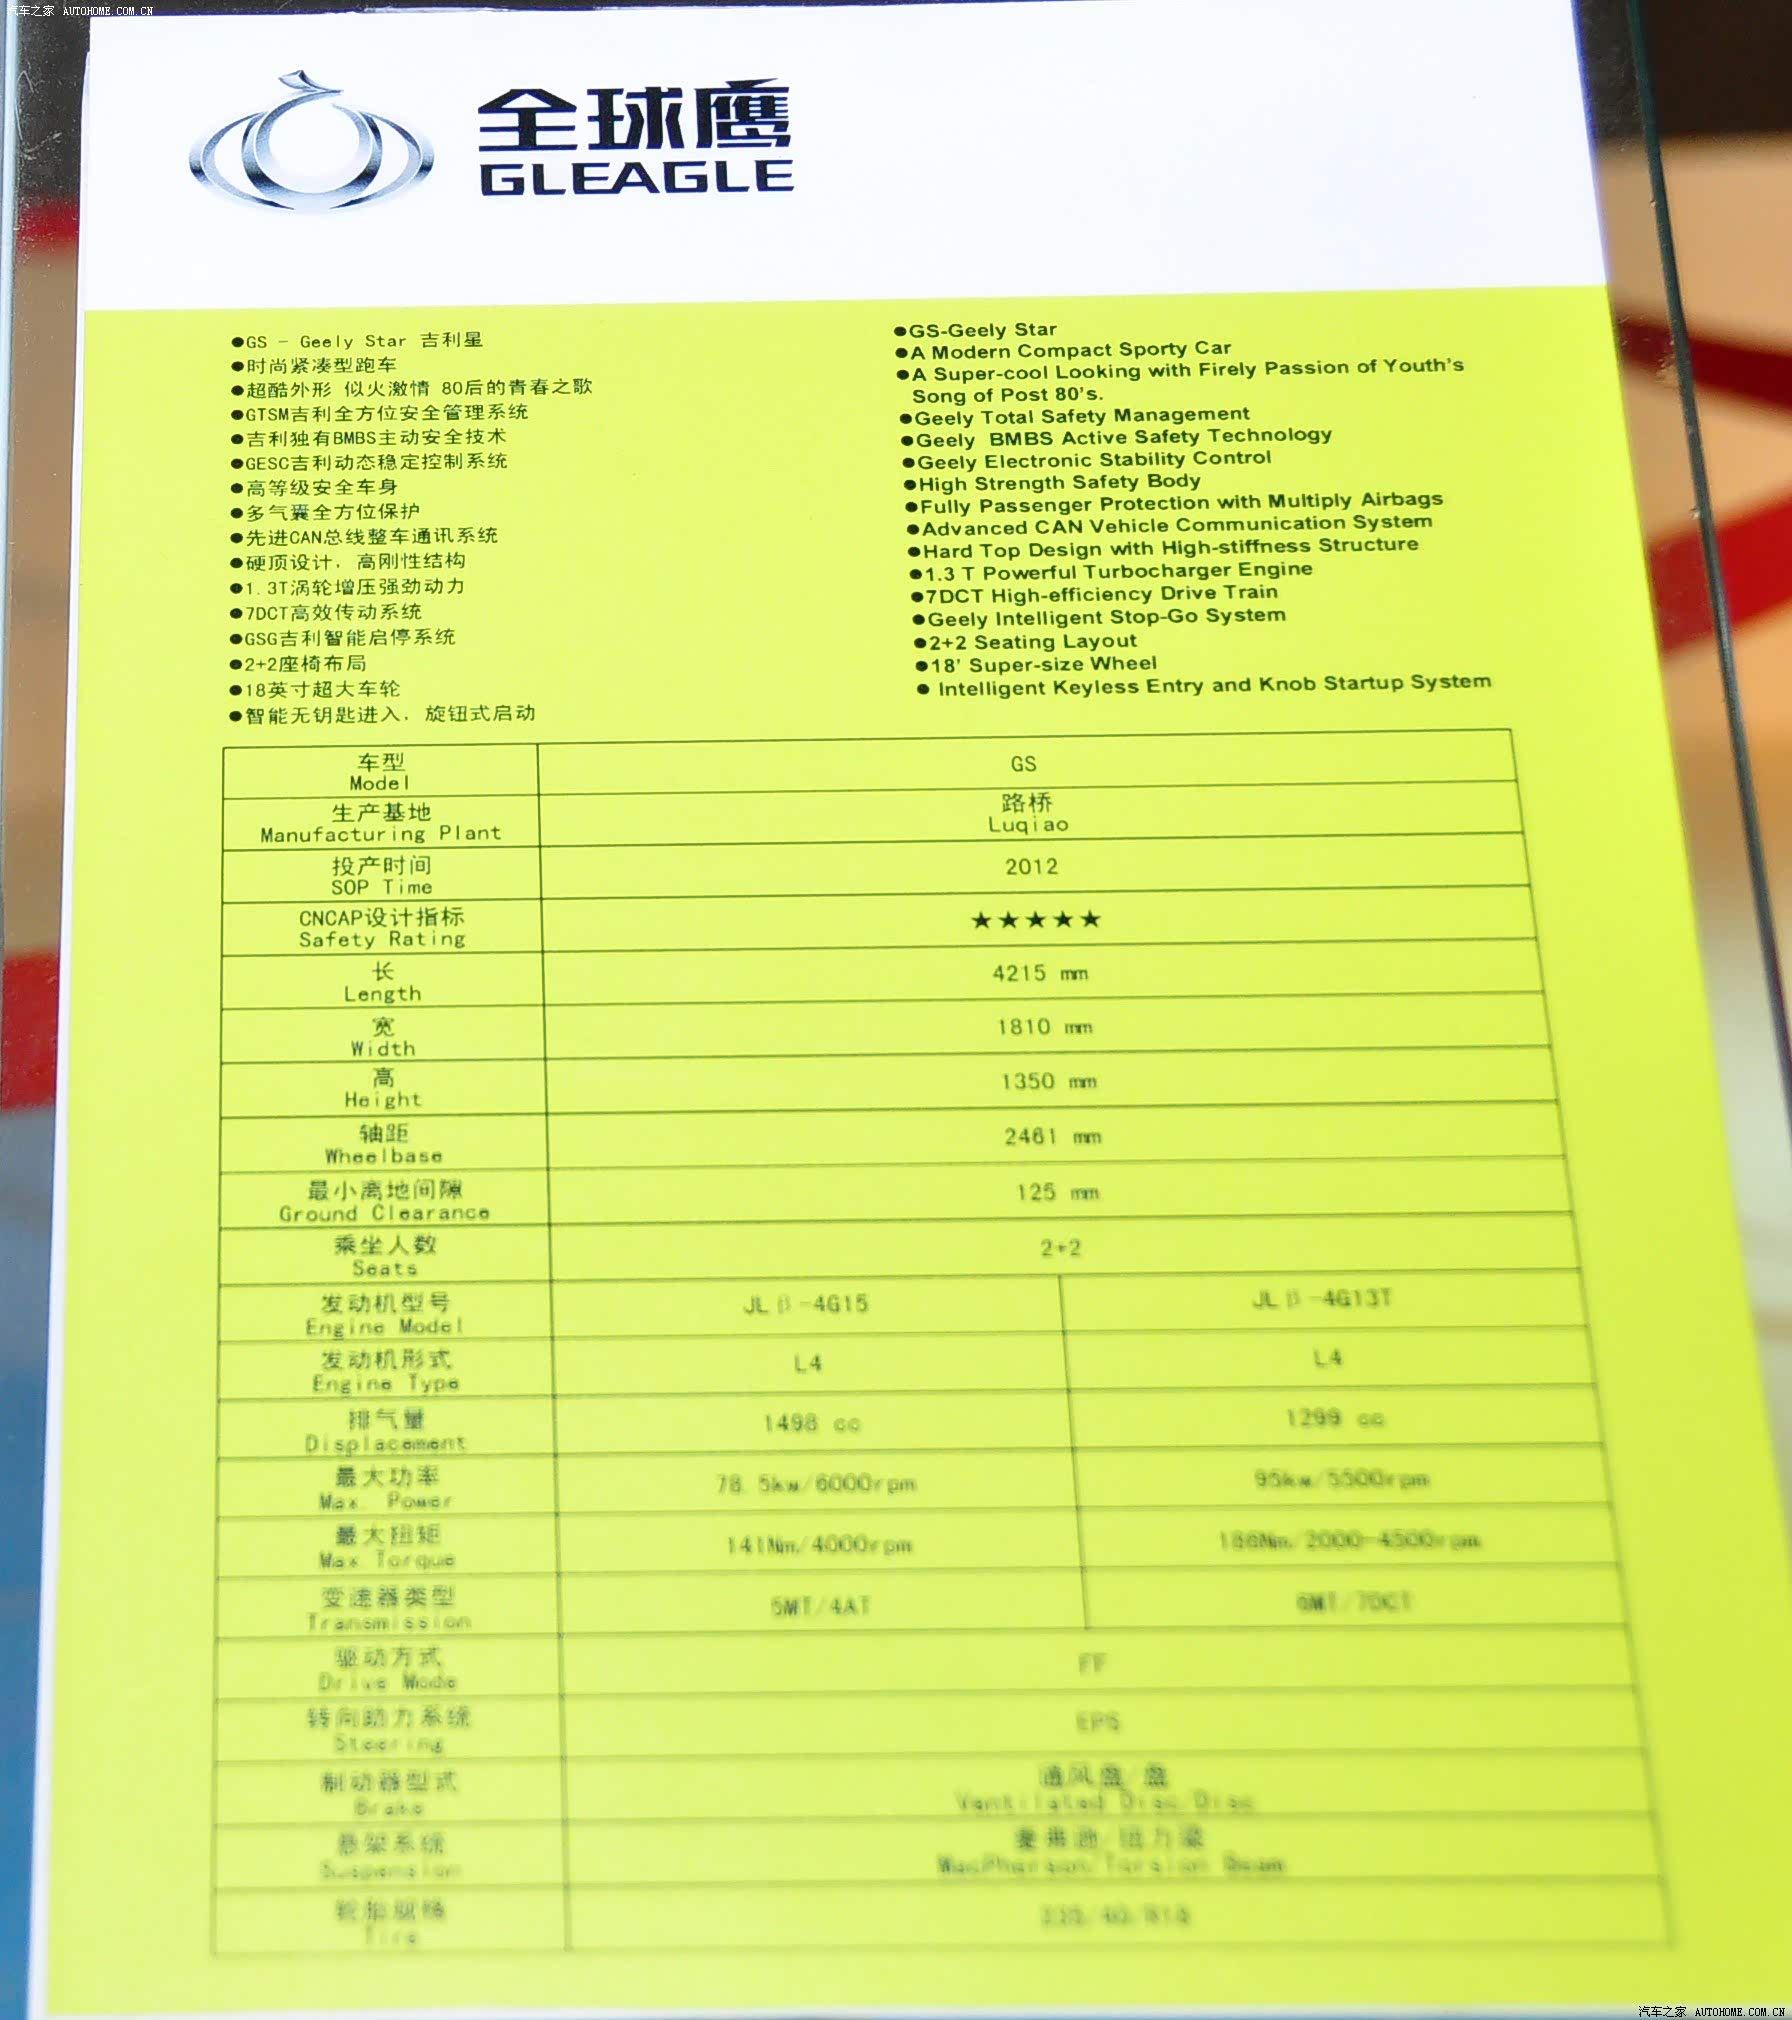 汽车之家 AUTOHOME.COM.CN
全球鹰
GLEAGLE
●GS - Geely Star 吉利星
●时尚紧凑型跑车
●超酷外形 似火激情 80后的青春之歌
●GTSM吉利全方位安全管理系统
●吉利独有BMBS主动安全技术
●GESC吉利动态稳定控制系统
●高等级安全车身
●多气囊全方位保护
●先进CAN总线整车通讯系统
●硬顶设计，高刚性结构
●1.3T涡轮增压强劲动力
●7DCT高效传动系统
●GSG吉利智能启停系统
●2+2座椅布局
●18英寸超大车轮
●智能无钥匙进入，旋钮式启动
●GS-Geely Star
●A Modern Compact Sporty Car
●A Super-cool Looking with Firely Passion of Youth's
Song of Post 80's.
●Geely Total Safety Management
●Geely BMBS Active Safety Technology
●Geely Electronic Stability Control
●High Strength Safety Body
●Fully Passenger Protection with Multiply Airbags
●Advanced CAN Vehicle Communication System
●Hard Top Design with High-stiffness Structure
●1.3 T Powerful Turbocharger Engine
●7DCT High-efficiency Drive Train
●Geely Intelligent Stop-Go System
●2+2 Seating Layout
●18' Super-size Wheel
● Intelligent Keyless Entry and Knob Startup System
车型
Model
GS
生产基地
Manufacturing Plant
路桥
Luqiao
投产时间
SOP Time
2012
CNCAP设计指标
Safety Rating
★★★★★
长
Length
4215 mm
宽
Width
1810 mm
高
Height
1350 mm
轴距
Wheelbase
2461 mm
最小离地间隙
Ground Clearance
125 mm
乘坐人数
Seats
2+2
发动机型号
Engine Model
JLβ-4G15
JLβ-4G13T
发动机形式
Engine Type
L4
L4
排气量
Displacement
1498 cc
1299 cc
最大功率
Max. Power
78.5kw/6000rpm
95kw/5500rpm
最大扭矩
Max Torque
141Nm/4000rpm
2000-4500rpm
变速器类型
Transmission
5MT/4AT
6MT/7DCT
驱动方式
Drive Mode
FF
转向助力系统
Steering
EPS
制动器型式
Brake
通风盘/盘
Ventilated Disc/Disc
悬架系统
Suspension
麦弗逊/扭力梁
MacPherson/Torsion Beam
轮胎规格
Tire
汽车之家 AUTOHOME.COM.CN